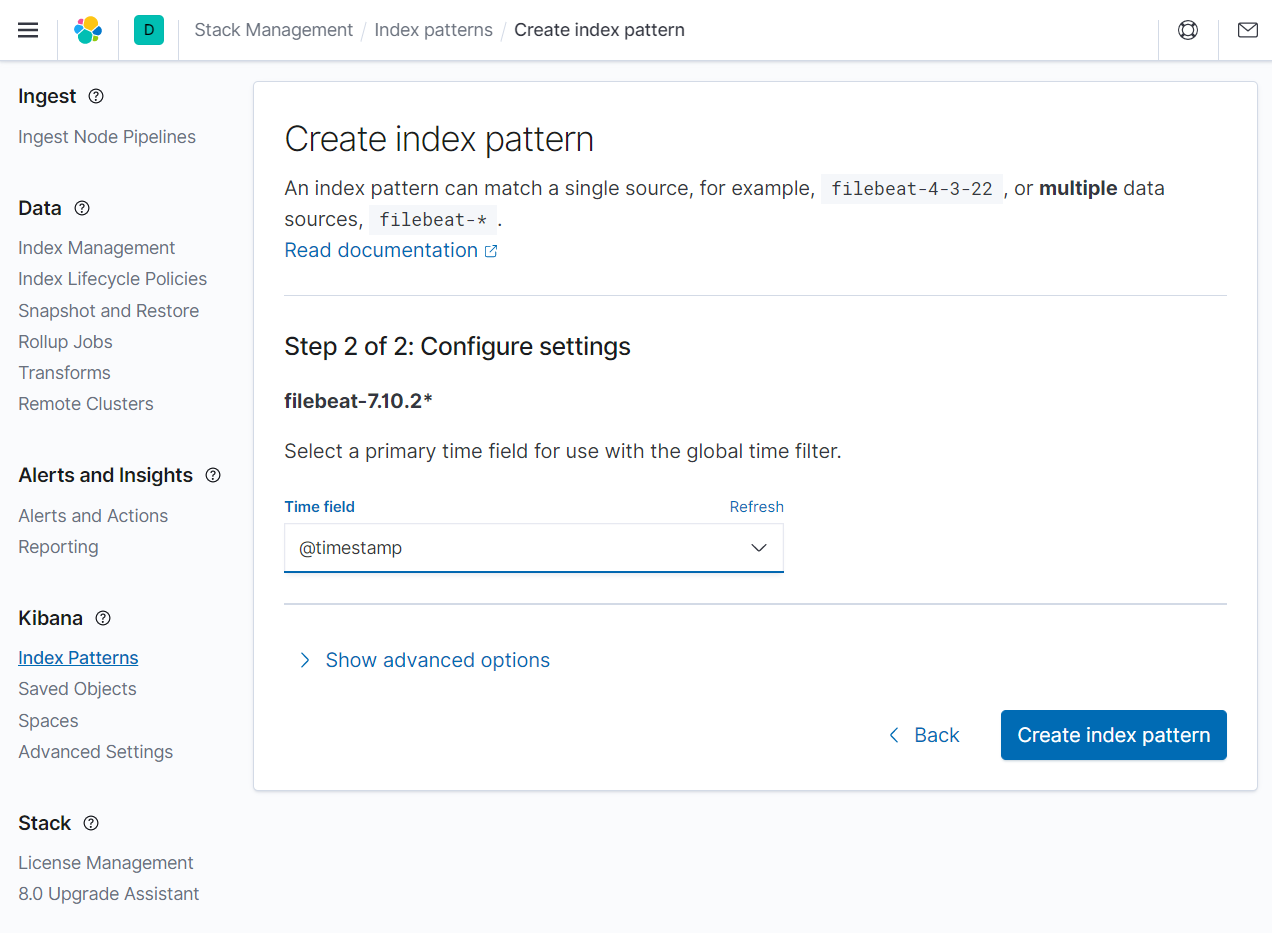 D
Stack Management / Index patterns / Create index pattern
Ingest
Ingest Node Pipelines
Data
Index Management
Index Lifecycle Policies
Snapshot and Restore
Rollup Jobs
Transforms
Remote Clusters
Alerts and Insights
Alerts and Actions
Reporting
Kibana
Index Patterns
Saved Objects
Spaces
Advanced Settings
Stack
License Management
8.0 Upgrade Assistant
Create index pattern
An index pattern can match a single source, for example, filebeat-4-3-22 , or multiple data
sources, filebeat-* .
Read documentation
Step 2 of 2: Configure settings
filebeat-7.10.2*
Select a primary time field for use with the global time filter.
Time field Refresh
@timestamp
Show advanced options
Back Create index pattern